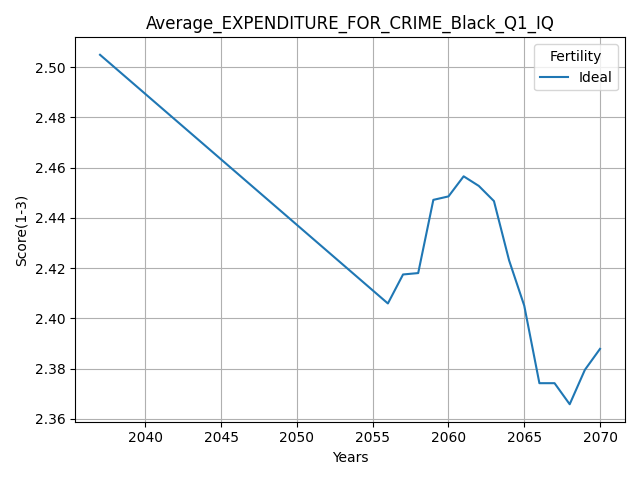 Average_EXPENDITURE_FOR_CRIME_Black_Q1_IQ
Fertility
Ideal
2.50
2.48
2.46
2.44
2.42
2.40
2.38
2.36
Score(1-3)
2040 2045 2050 2055 2060 2065 2070
Years